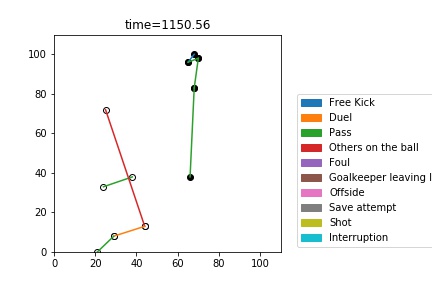 time=1150.56
100
80
60
40
20
0
0 20 40 60 80 100
Free Kick
Duel
Pass
Others on the ball
Foul
Goalkeeper leaving l
Offside
Save attempt
Shot
Interruption